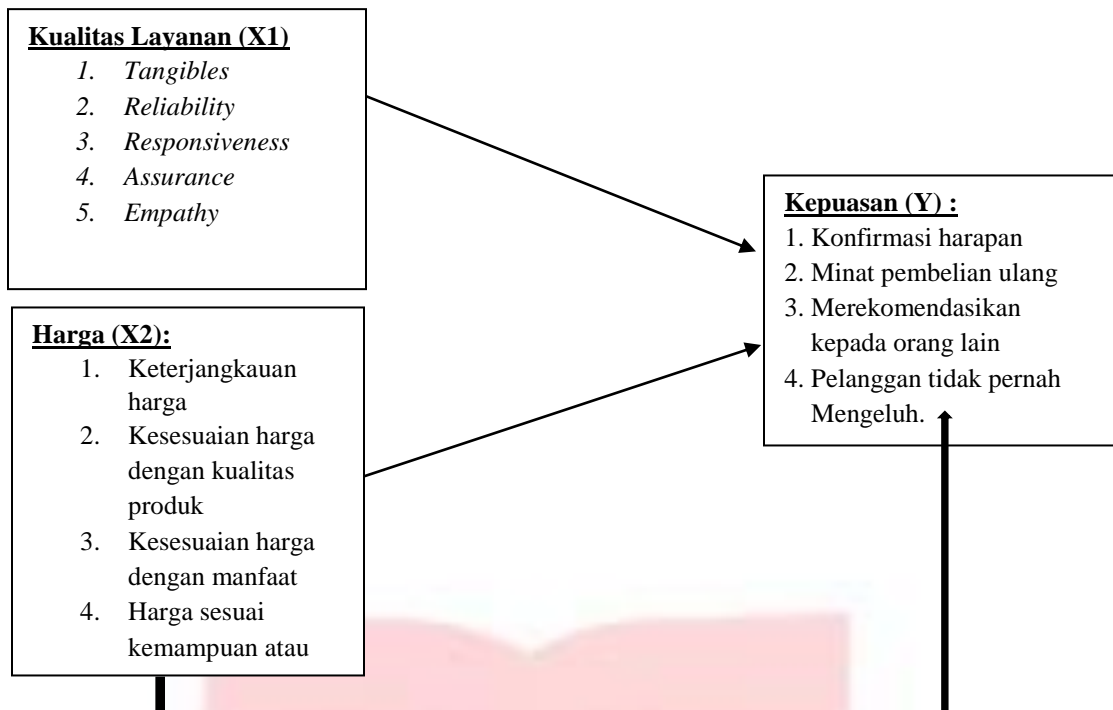 Kualitas Layanan (X1)
1. Tangibles
2. Reliability
3. Responsiveness
4. Assurance
5. Empathy
Kepuasan (Y) :
1. Konfirmasi harapan
2. Minat pembelian ulang
3. Merekomendasikan
kepada orang lain
4. Pelanggan tidak pernah
Mengeluh.
Harga (X2):
1. Keterjangkauan
harga
2. Kesesuaian harga
dengan kualitas
produk
3. Kesesuaian harga
dengan manfaat
4. Harga sesuai
kemampuan atau